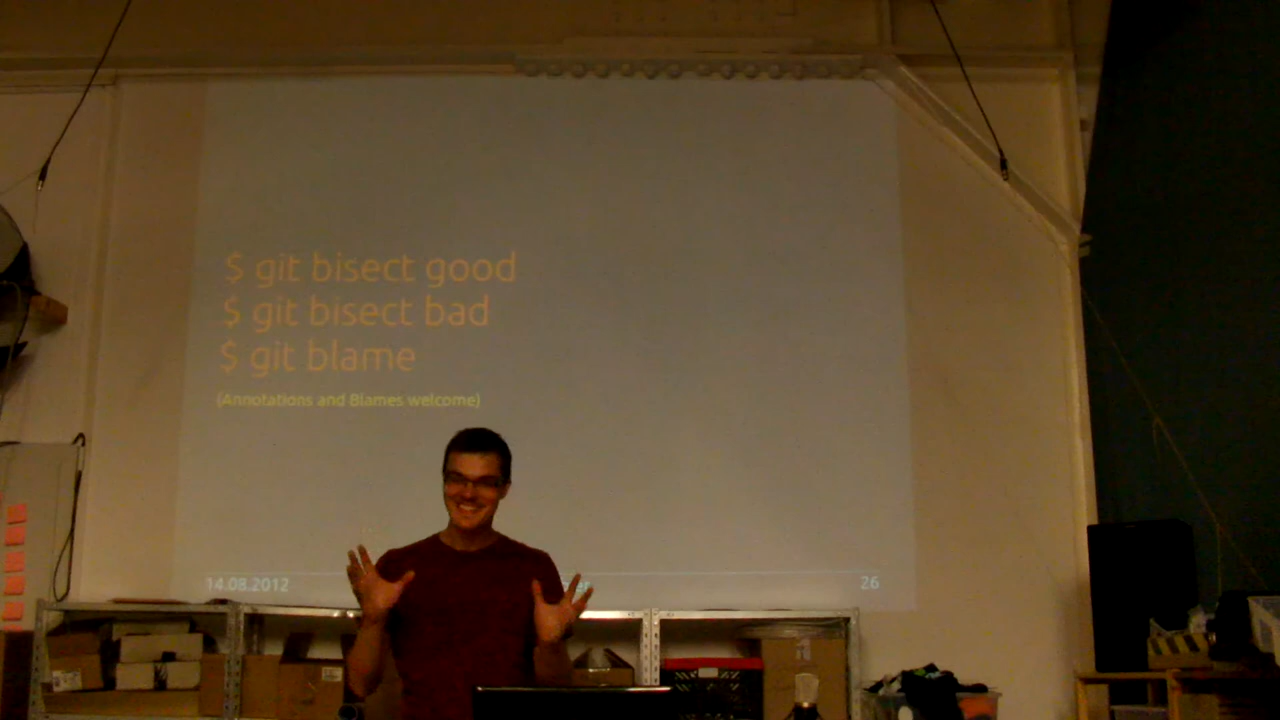 $ git bisect good
$ git bisect bad
$ git blame
(Annotations and Blames welcome)
14.08.2012
26